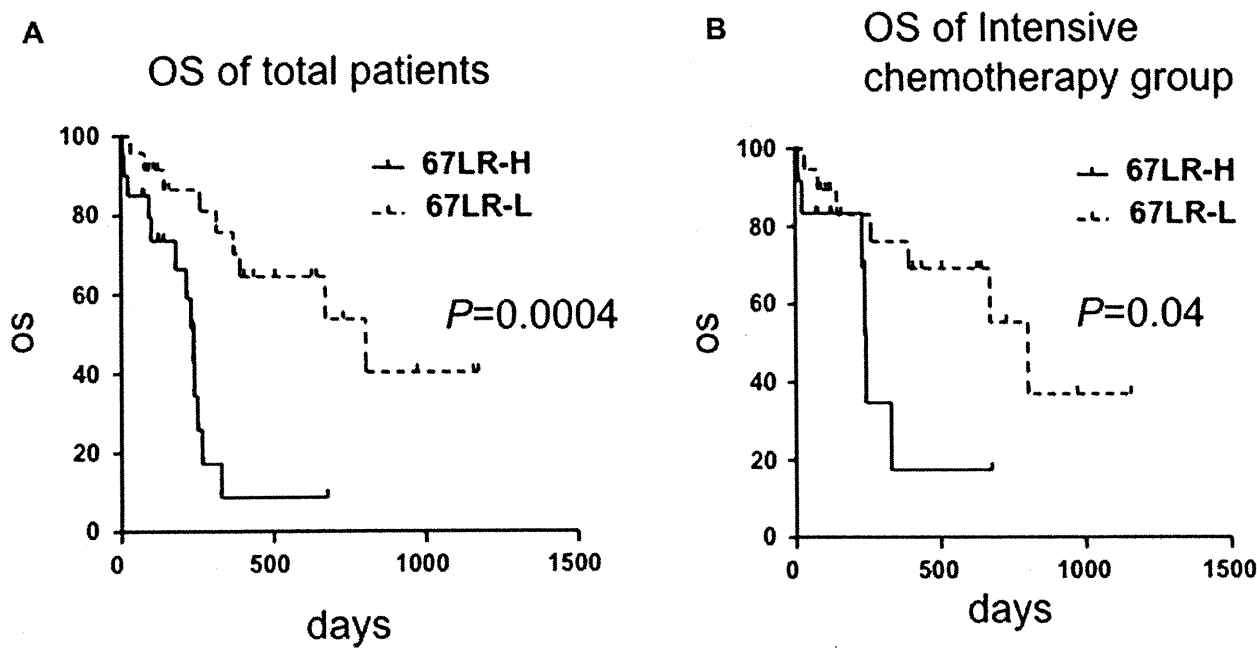 A
OS of total patients
100
80
60
40
20
0
OS
67LR-H
67LR-L
P=0.0004
0 500 1000 1500
days
B
OS of Intensive
chemotherapy group
100
80
60
40
20
0
OS
67LR-H
67LR-L
P=0.04
0 500 1000 1500
days